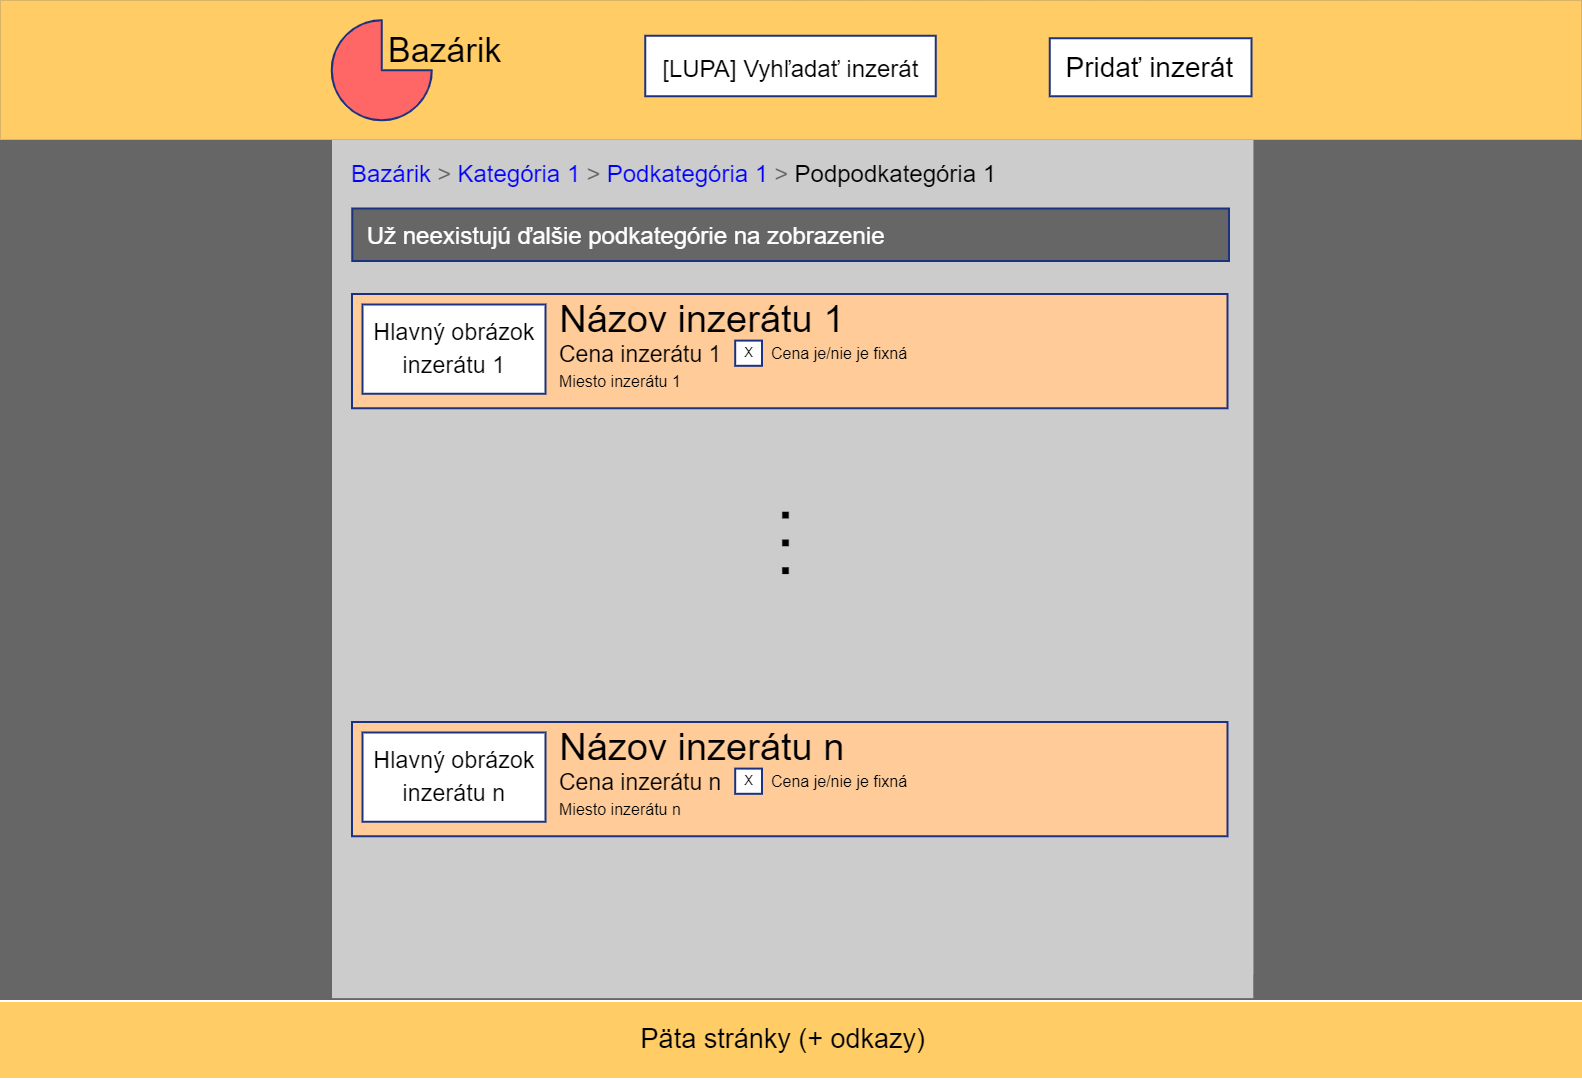 Bazárik
[LUPA] Vyhľadať inzerát
Pridať inzerát
Bazárik > Kategória 1 > Podkategória 1 > Podpodkategória 1
Už neexistujú ďalšie podkategórie na zobrazenie
Hlavný obrázok
inzerátu 1
Názov inzerátu 1
Cena inzerátu 1
X
Cena je/nie je fixná
Miesto inzerátu 1
Hlavný obrázok
inzerátu n
Názov inzerátu n
Cena inzerátu n
X
Cena je/nie je fixná
Miesto inzerátu n
Päta stránky (+ odkazy)